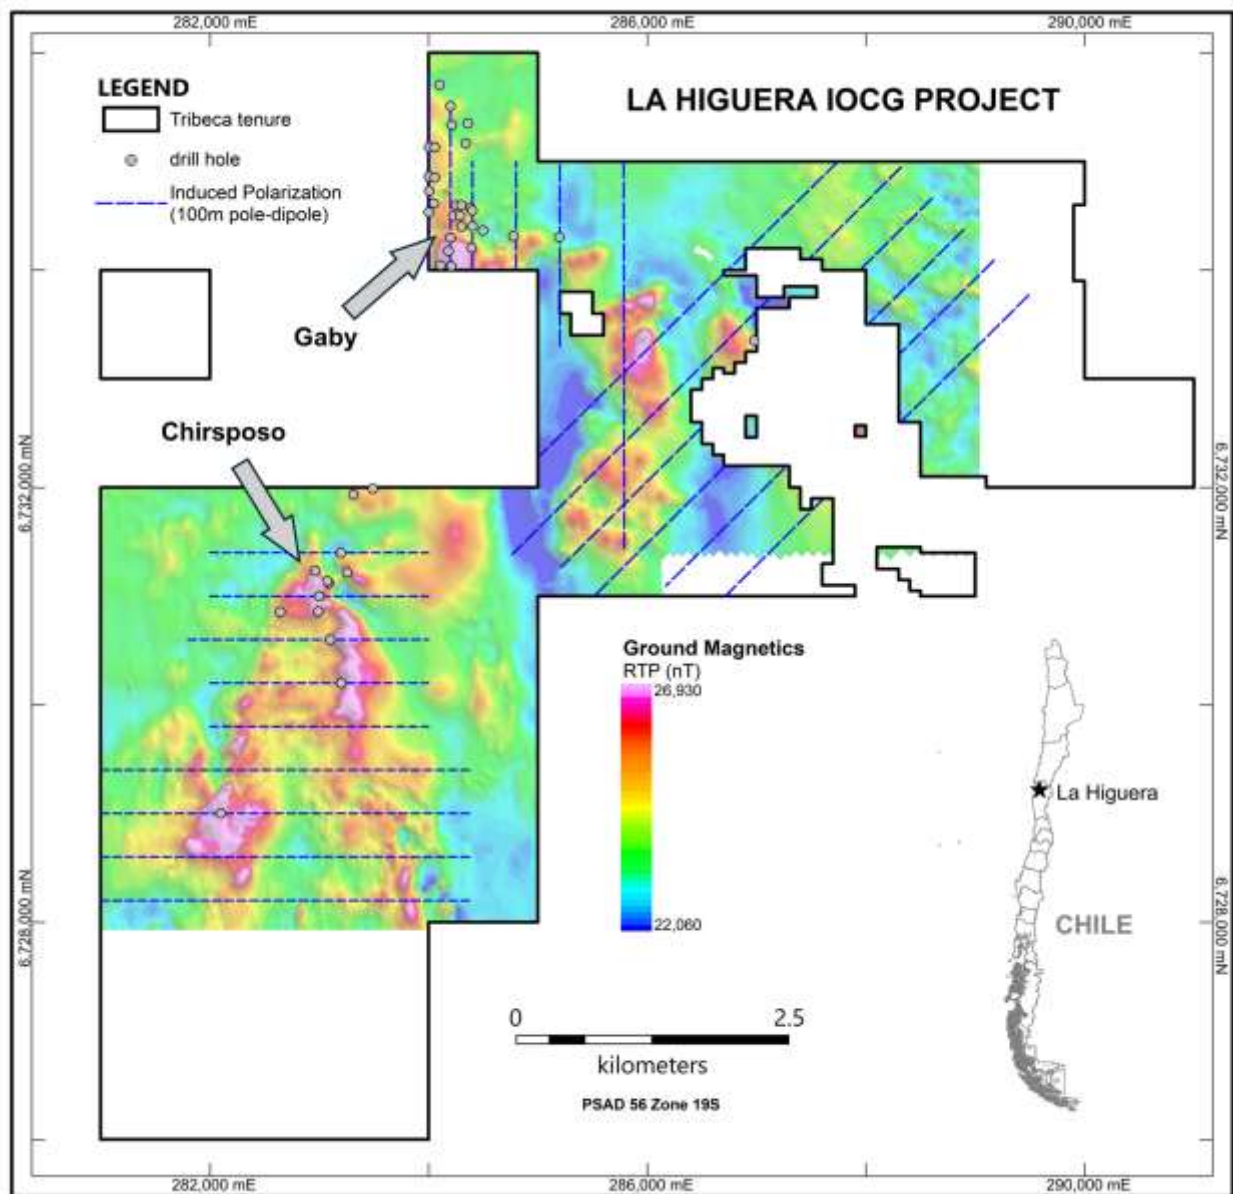 282,000 mE
286,000 mE
290,000 mE
LEGEND
Tribeca tenure
drill hole
Induced Polarization
(100m pole-dipole)
LA HIGUERA IOCG PROJECT
Gaby
Chirsposo
6,732,000 mN
6,732,000 mN
Ground Magnetics
RTP (nT)
26,930
22,060
La Higuera
CHILE
6,728,000 mN
6,728,000 mN
0
2.5
kilometers
PSAD 56 Zone 19S
282,000 mE
286,000 mE
290,000 mE